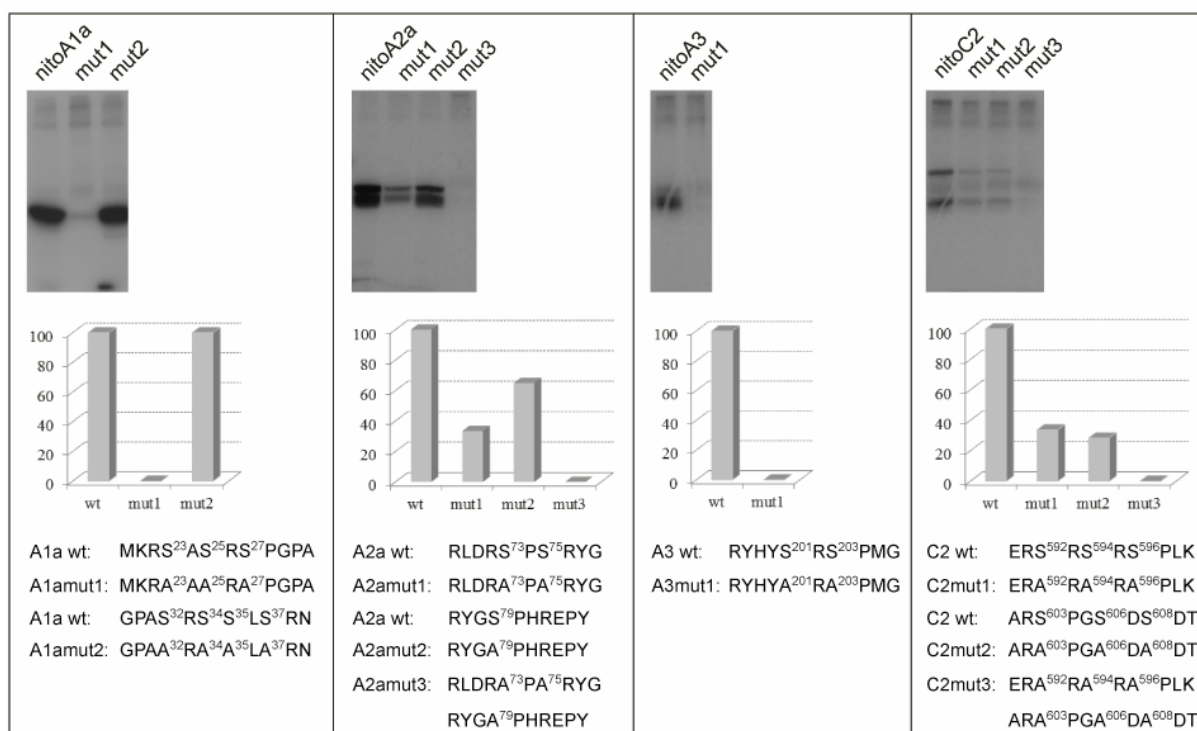 nitoA1a
mut1
mut2
100
80
60
40
20
0
wt mut1 mut2
A1a wt: MKRS²³AS²⁵RS²⁷PGPA
A1amut1: MKRA²³AA²⁵RA²⁷PGPA
A1a wt: GPAS³²RS³⁴S³⁵LS³⁷RN
A1amut2: GPAA³²RA³⁴A³⁵LA³⁷RN
nitoA2a
mut1
mut2
mut3
100
80
60
40
20
0
wt mut1 mut2 mut3
A2a wt: RLDRS⁷³PS⁷⁵RYG
A2amut1: RLDRA⁷³PA⁷⁵RYG
A2a wt: RYGS⁷⁹PHREPY
A2amut2: RYGA⁷⁹PHREPY
A2amut3: RLDRA⁷³PA⁷⁵RYG
RYGA⁷⁹PHREPY
nitoA3
mut1
100
80
60
40
20
0
wt mut1
A3 wt: RYHYS²⁰¹RS²⁰³PMG
A3mut1: RYHYA²⁰¹RA²⁰³PMG
nitoC2
mut1
mut2
mut3
100
80
60
40
20
0
wt mut1 mut2 mut3
C2 wt: ERS⁵⁹²RS⁵⁹⁴RS⁵⁹⁶PLK
C2mut1: ERA⁵⁹²RA⁵⁹⁴RA⁵⁹⁶PLK
C2 wt: ARS⁶⁰³PGS⁶⁰⁶DS⁶⁰⁸DT
C2mut2: ARA⁶⁰³PGA⁶⁰⁶DA⁶⁰⁸DT
C2mut3: ERA⁵⁹²RA⁵⁹⁴RA⁵⁹⁶PLK
ARA⁶⁰³PGA⁶⁰⁶DA⁶⁰⁸DT